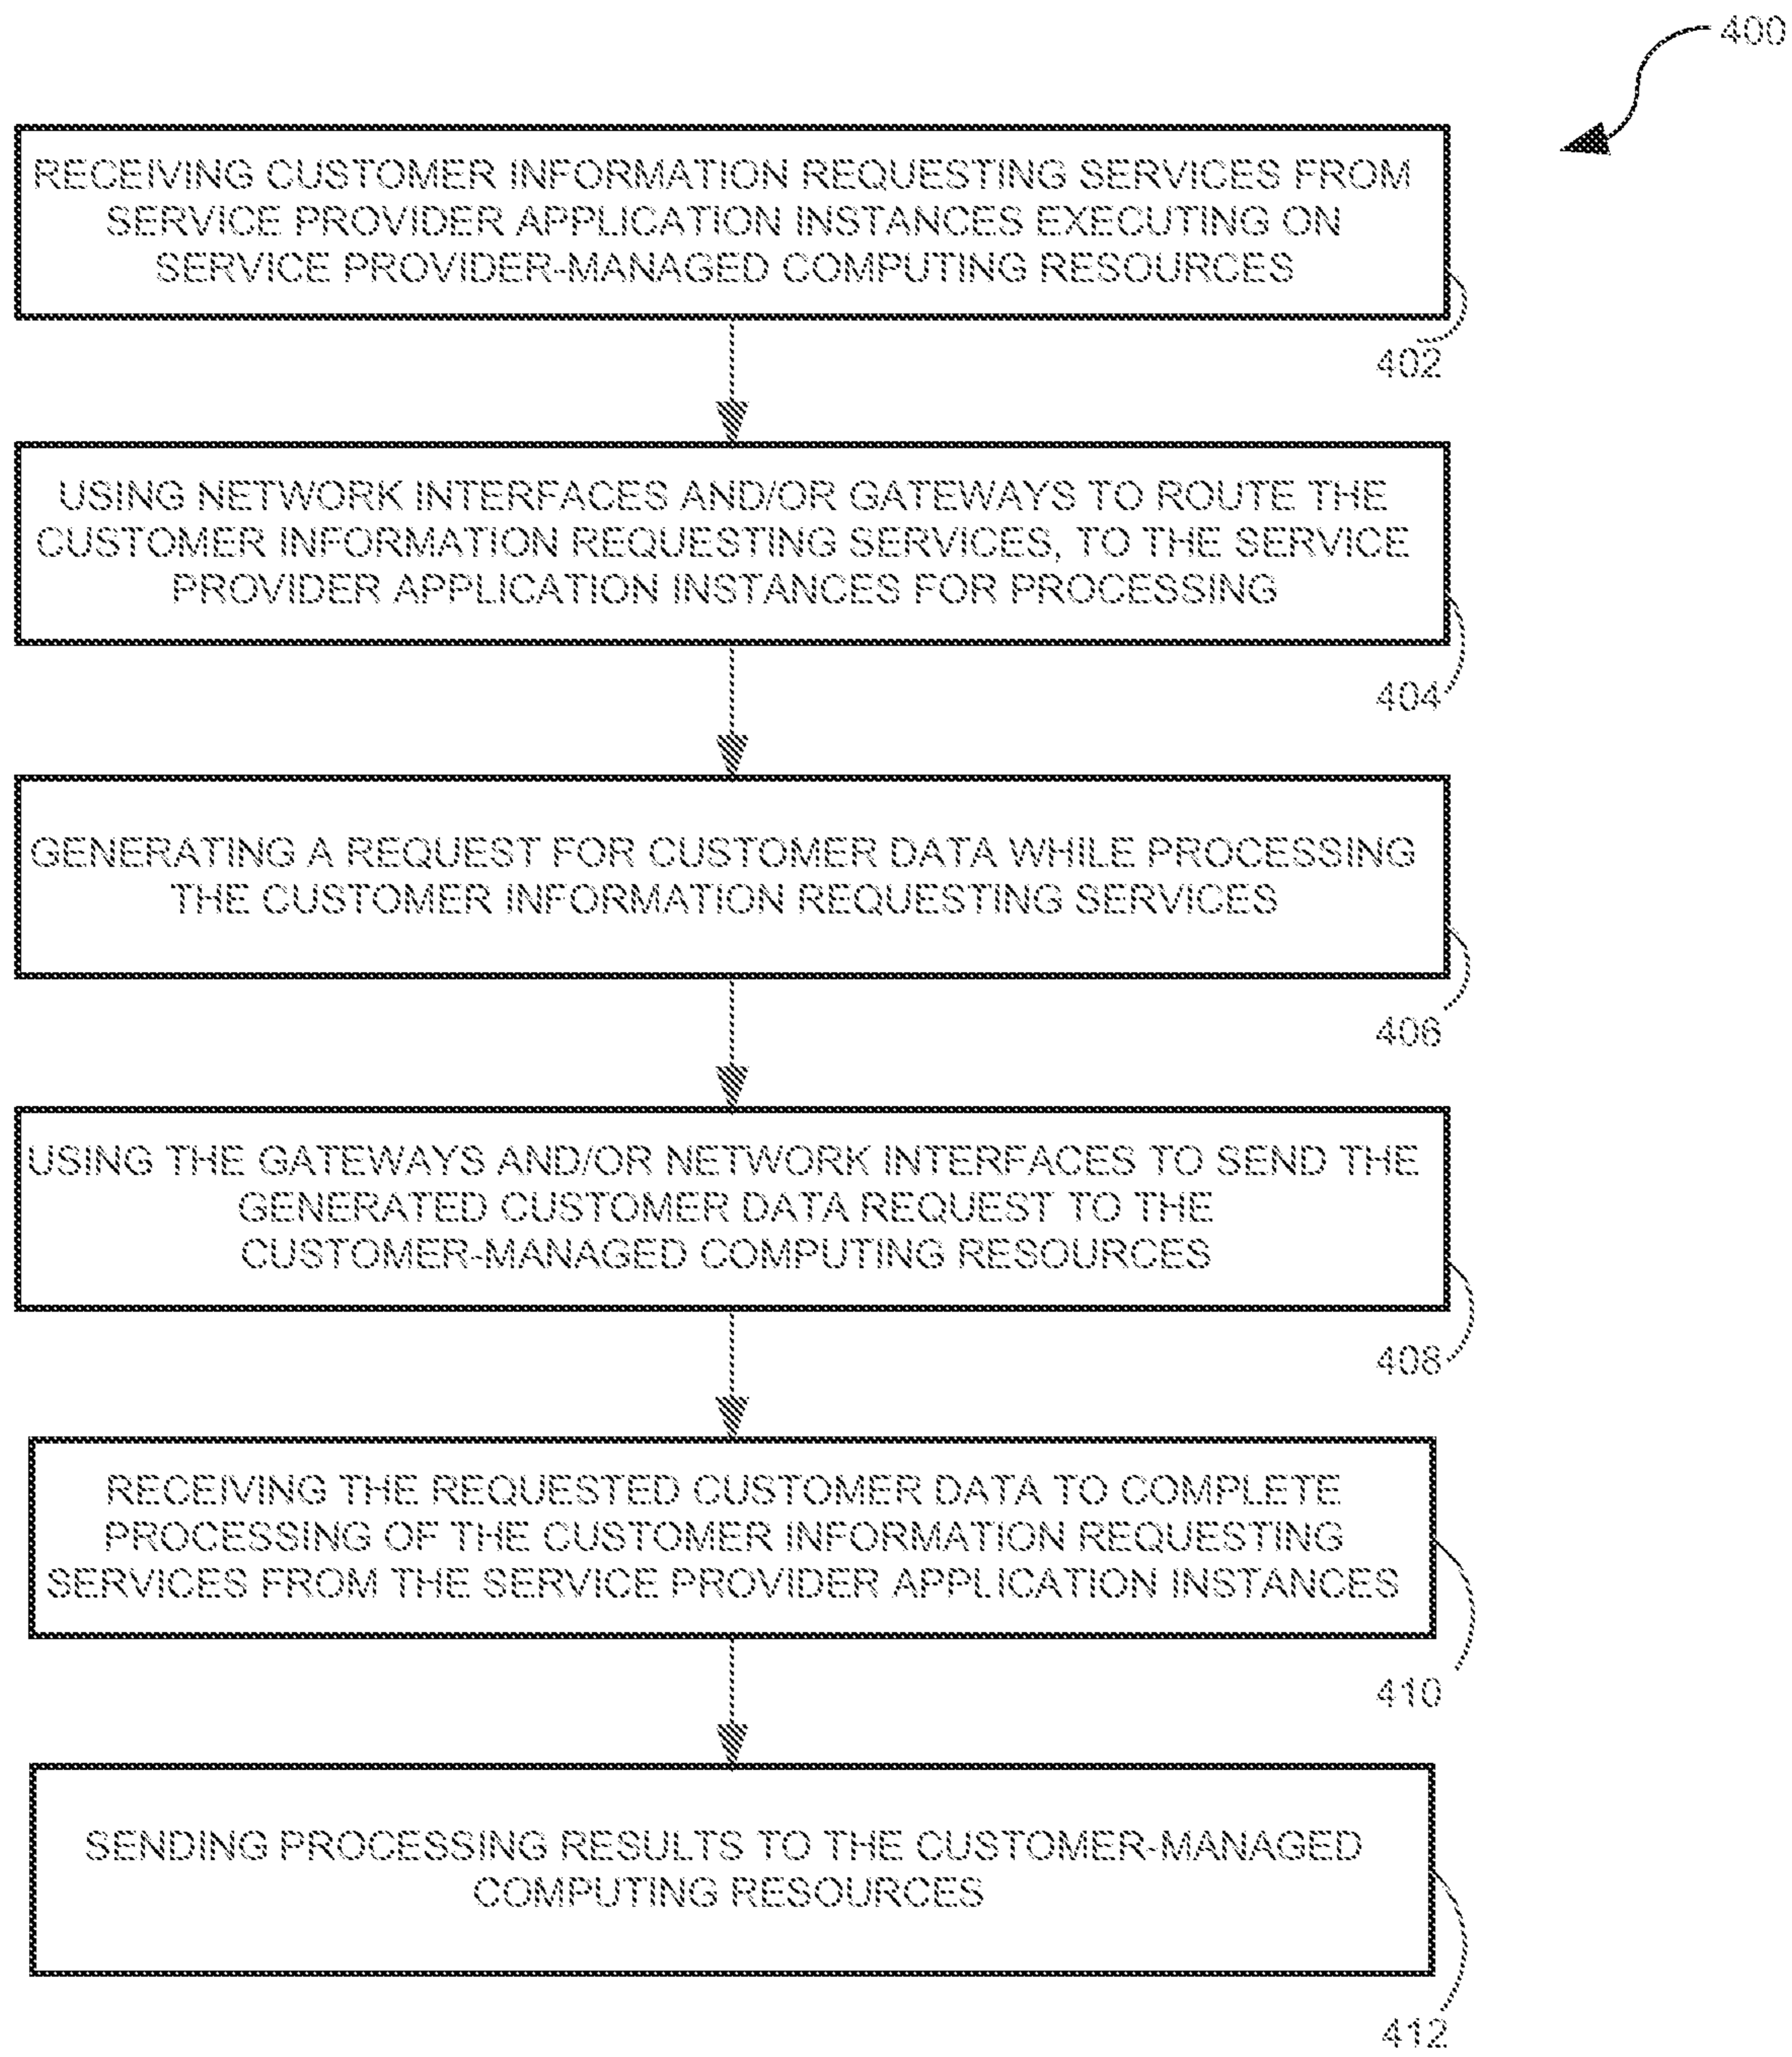 400
RECEIVING CUSTOMER INFORMATION REQUESTING SERVICES FROM
SERVICE PROVIDER APPLICATION INSTANCES EXECUTING ON
SERVICE PROVIDER-MANAGED COMPUTING RESOURCES
402
USING NETWORK INTERFACES AND/OR GATEWAYS TO ROUTE THE
CUSTOMER INFORMATION REQUESTING SERVICES, TO THE SERVICE
PROVIDER APPLICATION INSTANCES FOR PROCESSING
404
GENERATING A REQUEST FOR CUSTOMER DATA WHILE PROCESSING
THE CUSTOMER INFORMATION REQUESTING SERVICES
406
USING THE GATEWAYS AND/OR NETWORK INTERFACES TO SEND THE
GENERATED CUSTOMER DATA REQUEST TO THE
CUSTOMER-MANAGED COMPUTING RESOURCES
408
RECEIVING THE REQUESTED CUSTOMER DATA TO COMPLETE
PROCESSING OF THE CUSTOMER INFORMATION REQUESTING
SERVICES FROM THE SERVICE PROVIDER APPLICATION INSTANCES
410
SENDING PROCESSING RESULTS TO THE CUSTOMER-MANAGED
COMPUTING RESOURCES
412